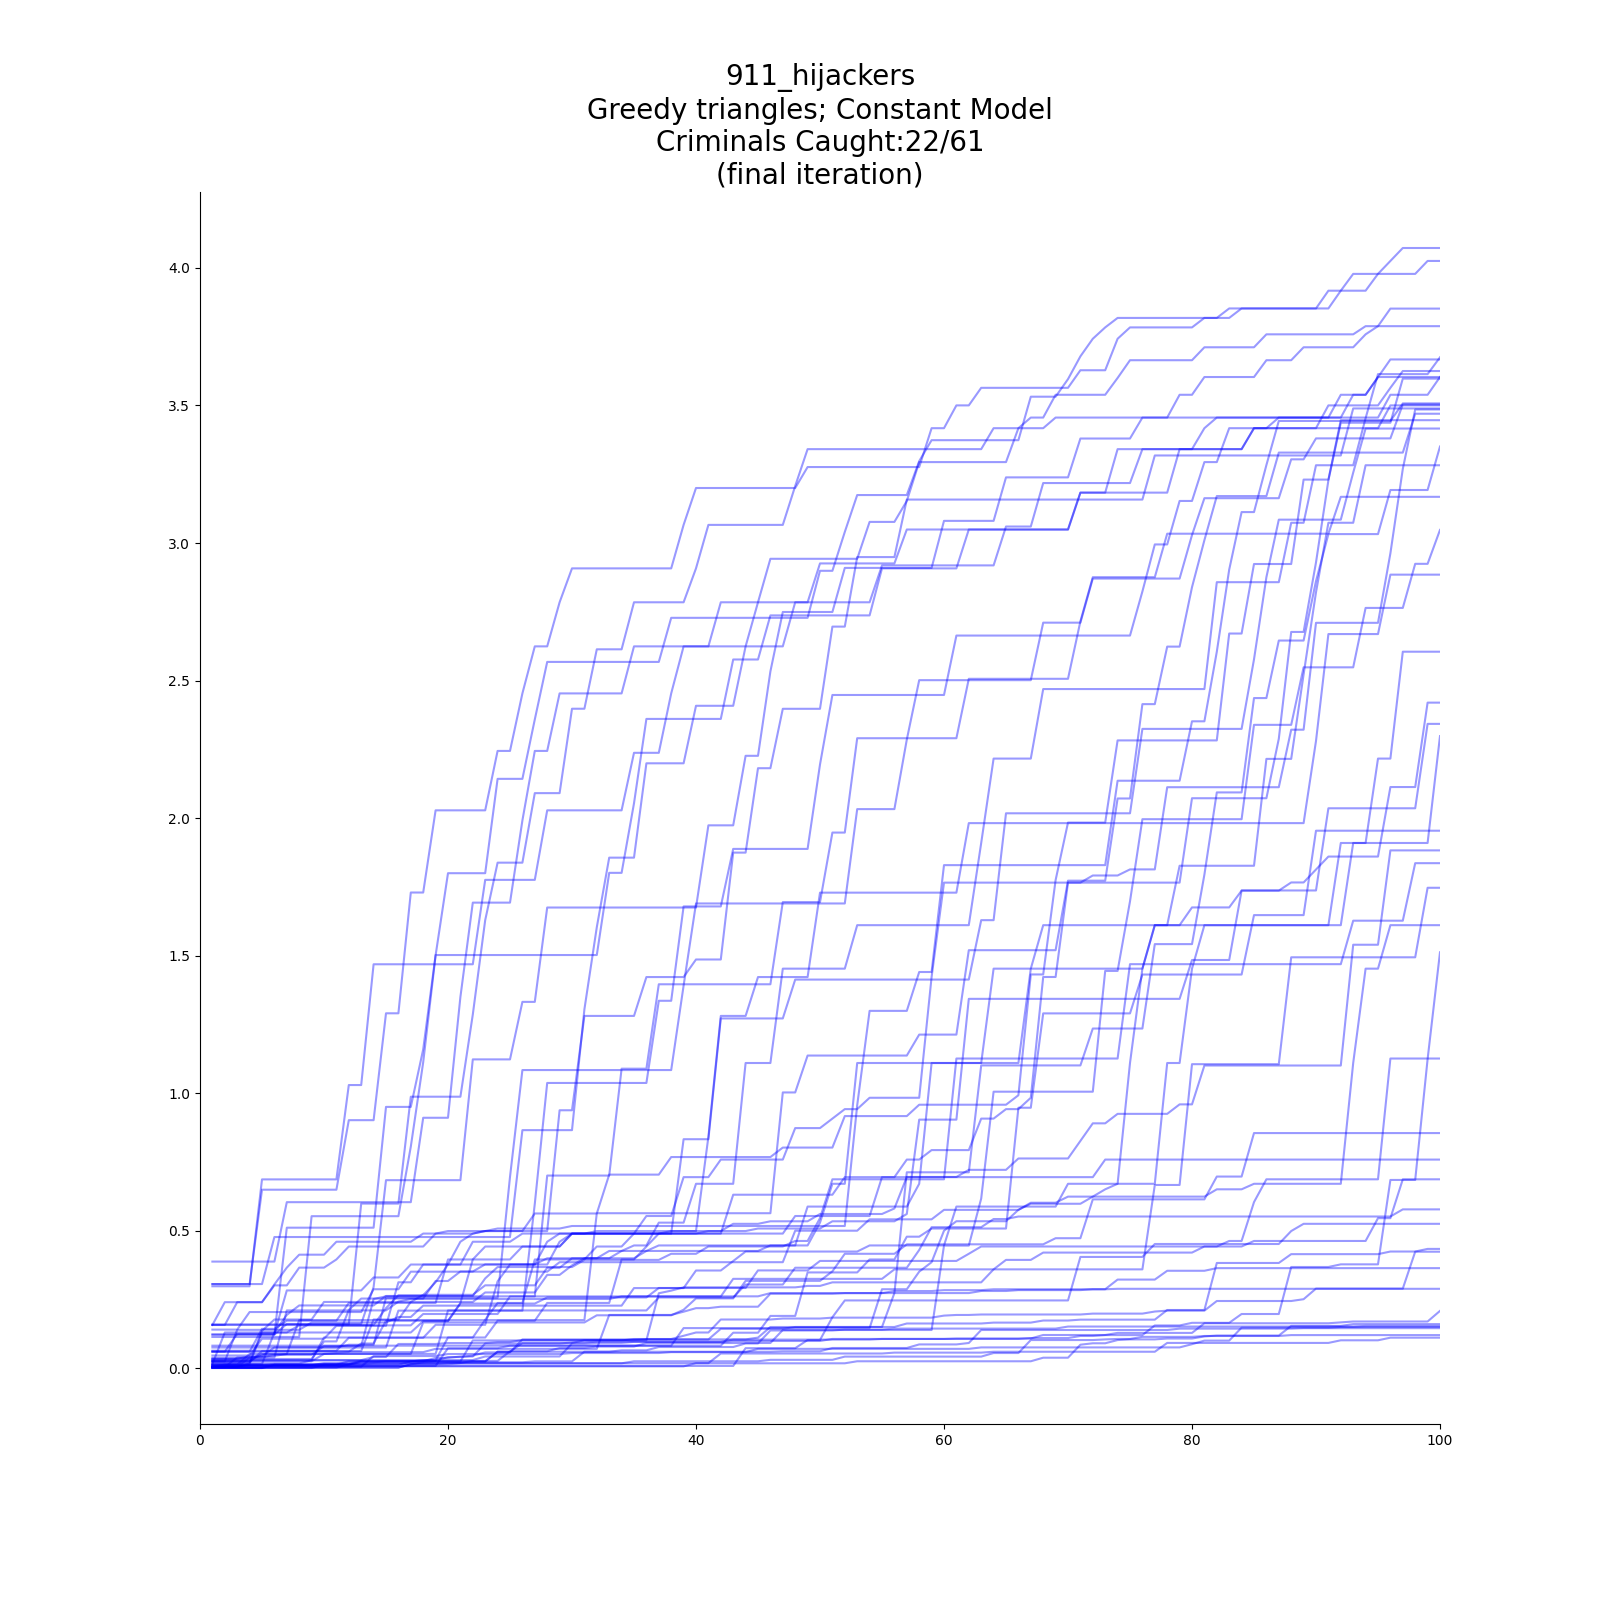 911_hijackers
Greedy triangles; Constant Model
Criminals Caught:22/61
(final iteration)
4.0
3.5
3.0
2.5
2.0
1.5
1.0
0.5
0.0
0 20 40 60 80 100